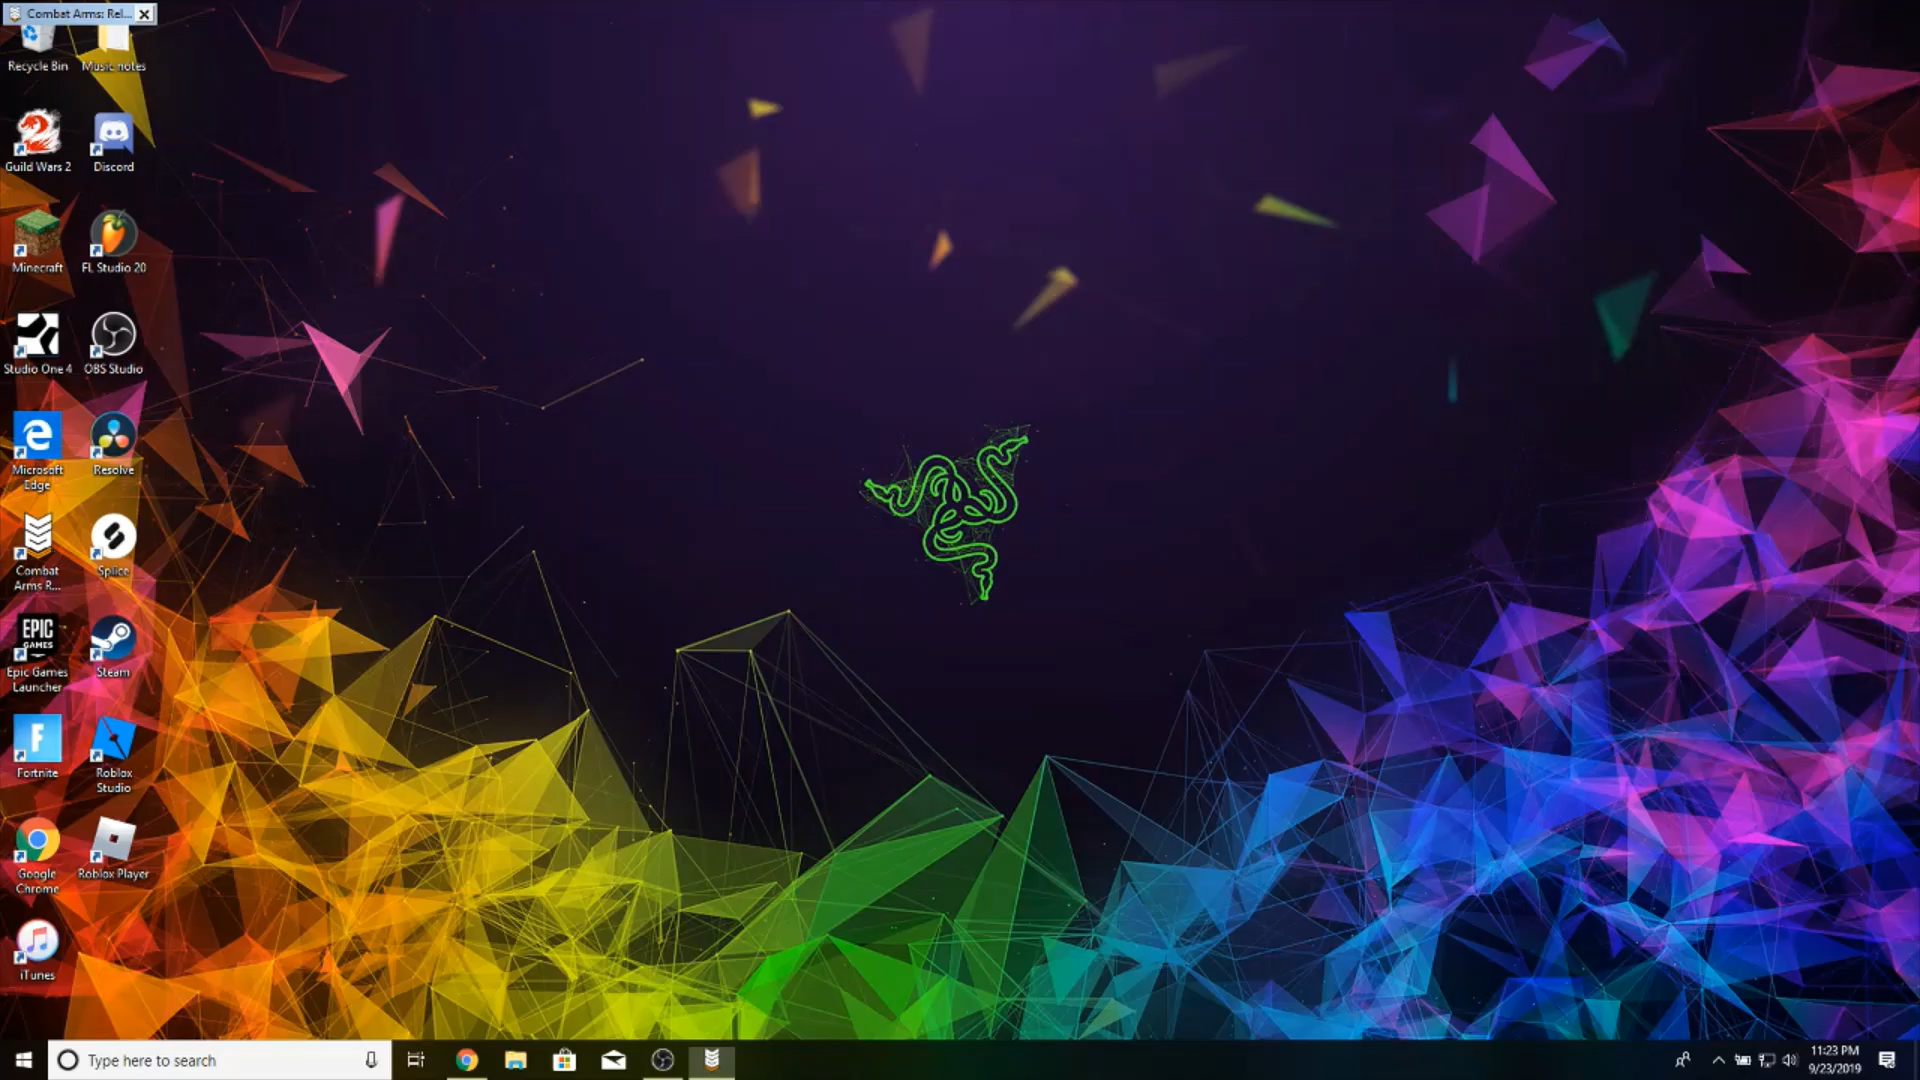 Combat Arms: Rel...
Recycle Bin
Music notes
Guild Wars 2
Discord
Minecraft
FL Studio 20
Studio One 4
OBS Studio
Microsoft
Edge
Resolve
Combat
Arms R...
Splice
EPIC
GAMES
Epic Games
Launcher
Steam
F
Fortnite
Roblox
Studio
Google
Chrome
Roblox Player
iTunes
Type here to search
11:23 PM
9/23/2019